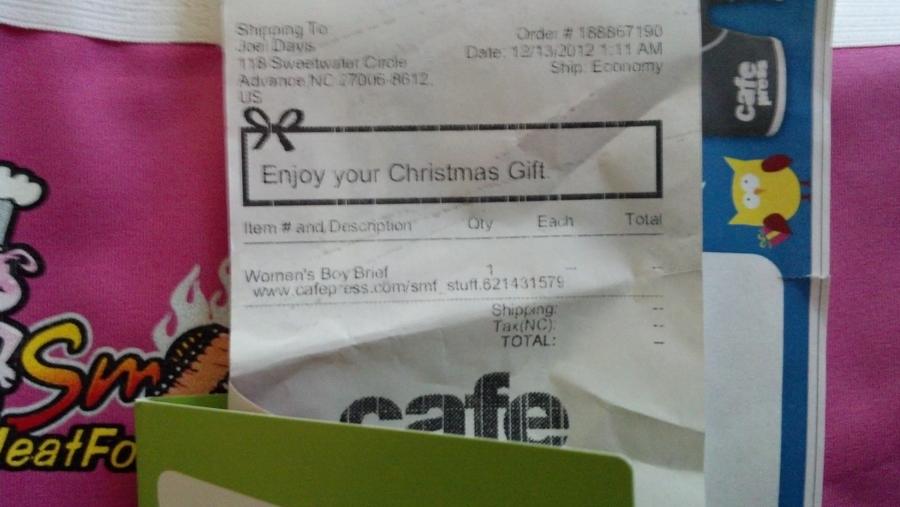 Shipping To
Joel Davis
118 Sweetwater Circle
Advance, NC 27006-8612,
US
Order # 188867190
Date: 12/13/2012 1:11 AM
Ship: Economy
cafe
press
Enjoy your Christmas Gift.
Item # and Description Qty Each Total
Women's Boy Brief 1 -- --
www.cafepress.com/smf_stuff.621431579
Shipping: --
Tax(NC): --
TOTAL: --
cafe
Sm
MeatFo